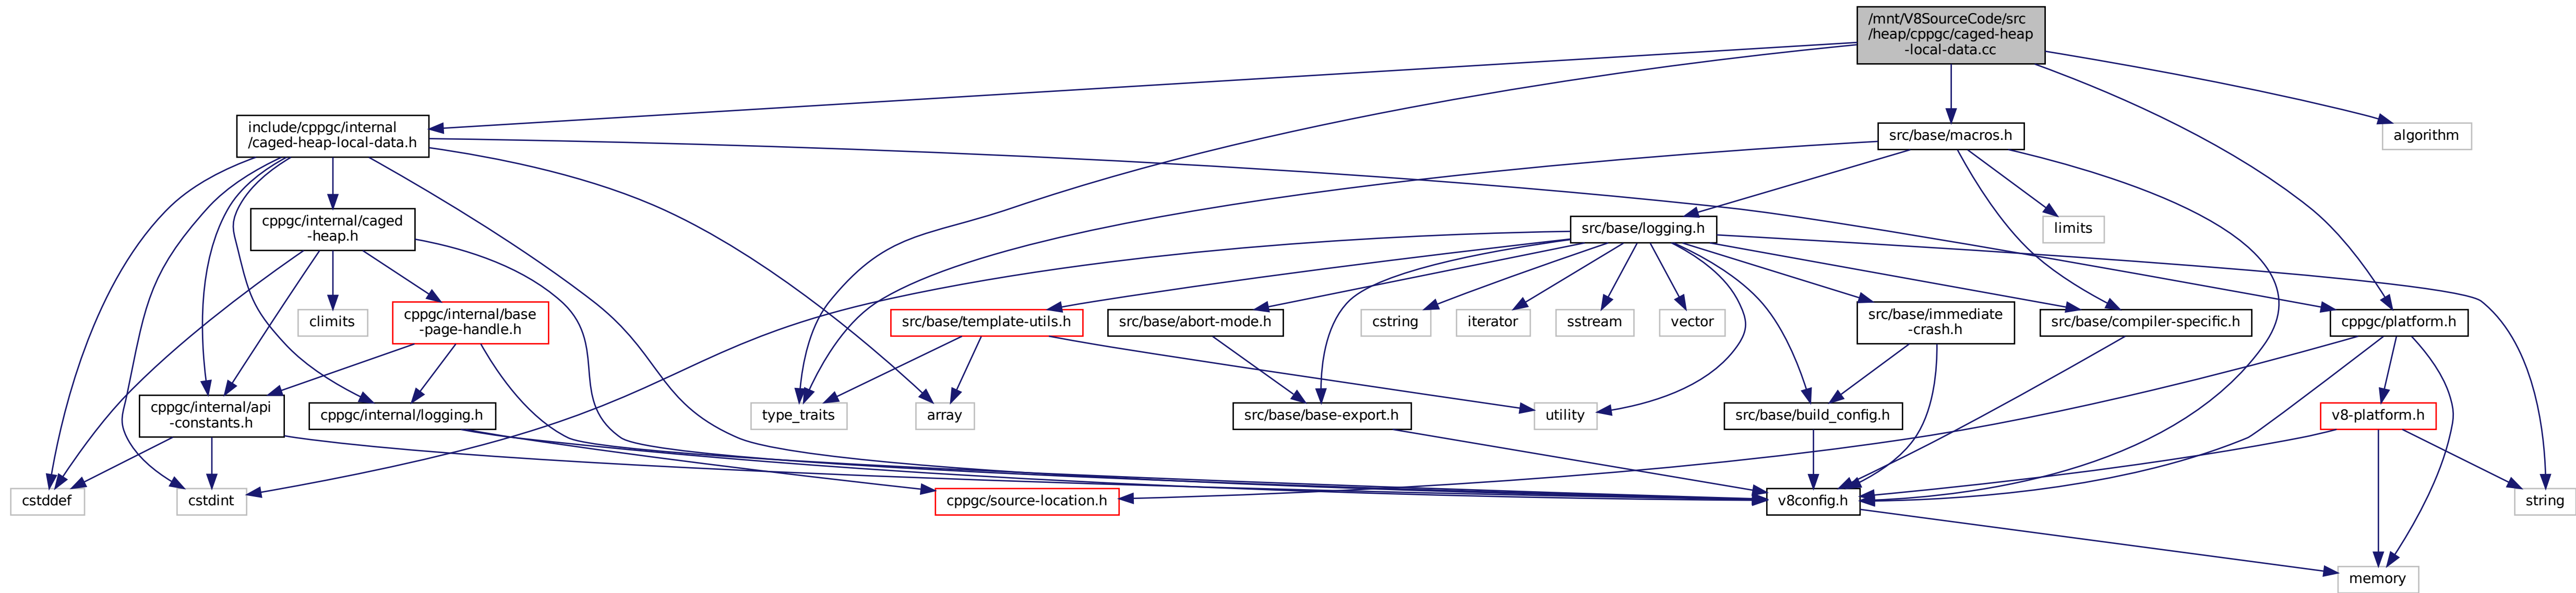 /mnt/V8SourceCode/src
/heap/cppgc/caged-heap
-local-data.cc
include/cppgc/internal
/caged-heap-local-data.h
src/base/macros.h
algorithm
cppgc/internal/caged
-heap.h
src/base/logging.h
limits
climits
cppgc/internal/base
-page-handle.h
src/base/template-utils.h
src/base/abort-mode.h
cstring
iterator
sstream
vector
src/base/immediate
-crash.h
src/base/compiler-specific.h
cppgc/platform.h
cppgc/internal/api
-constants.h
cppgc/internal/logging.h
type_traits
array
src/base/base-export.h
utility
src/base/build_config.h
v8-platform.h
cstddef
cstdint
cppgc/source-location.h
v8config.h
string
memory